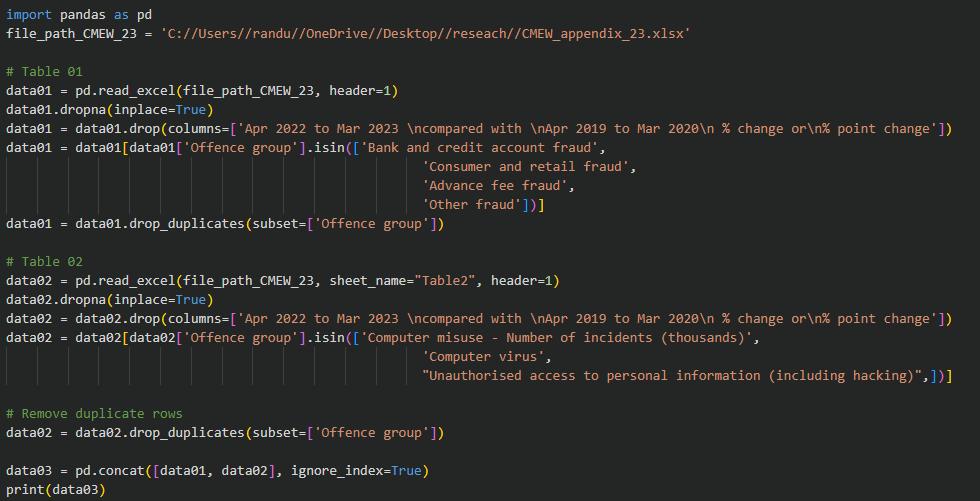 import pandas as pd
file_path_CMEW_23 = 'C://Users//randu//OneDrive//Desktop//reseach//CMEW_appendix_23.xlsx'
# Table 01
data01 = pd.read_excel(file_path_CMEW_23, header=1)
data01.dropna(inplace=True)
data01 = data01.drop(columns=['Apr 2022 to Mar 2023 \ncompared with \nApr 2019 to Mar 2020\n % change or\n% point change'])
data01 = data01[data01['Offence group'].isin(['Bank and credit account fraud',
'Consumer and retail fraud',
'Advance fee fraud',
'Other fraud'])]
data01 = data01.drop_duplicates(subset=['Offence group'])
# Table 02
data02 = pd.read_excel(file_path_CMEW_23, sheet_name="Table2", header=1)
data02.dropna(inplace=True)
data02 = data02.drop(columns=['Apr 2022 to Mar 2023 \ncompared with \nApr 2019 to Mar 2020\n % change or\n% point change'])
data02 = data02[data02['Offence group'].isin(['Computer misuse - Number of incidents (thousands)',
'Computer virus',
"Unauthorised access to personal information (including hacking)",])]
# Remove duplicate rows
data02 = data02.drop_duplicates(subset=['Offence group'])
data03 = pd.concat([data01, data02], ignore_index=True)
print(data03)